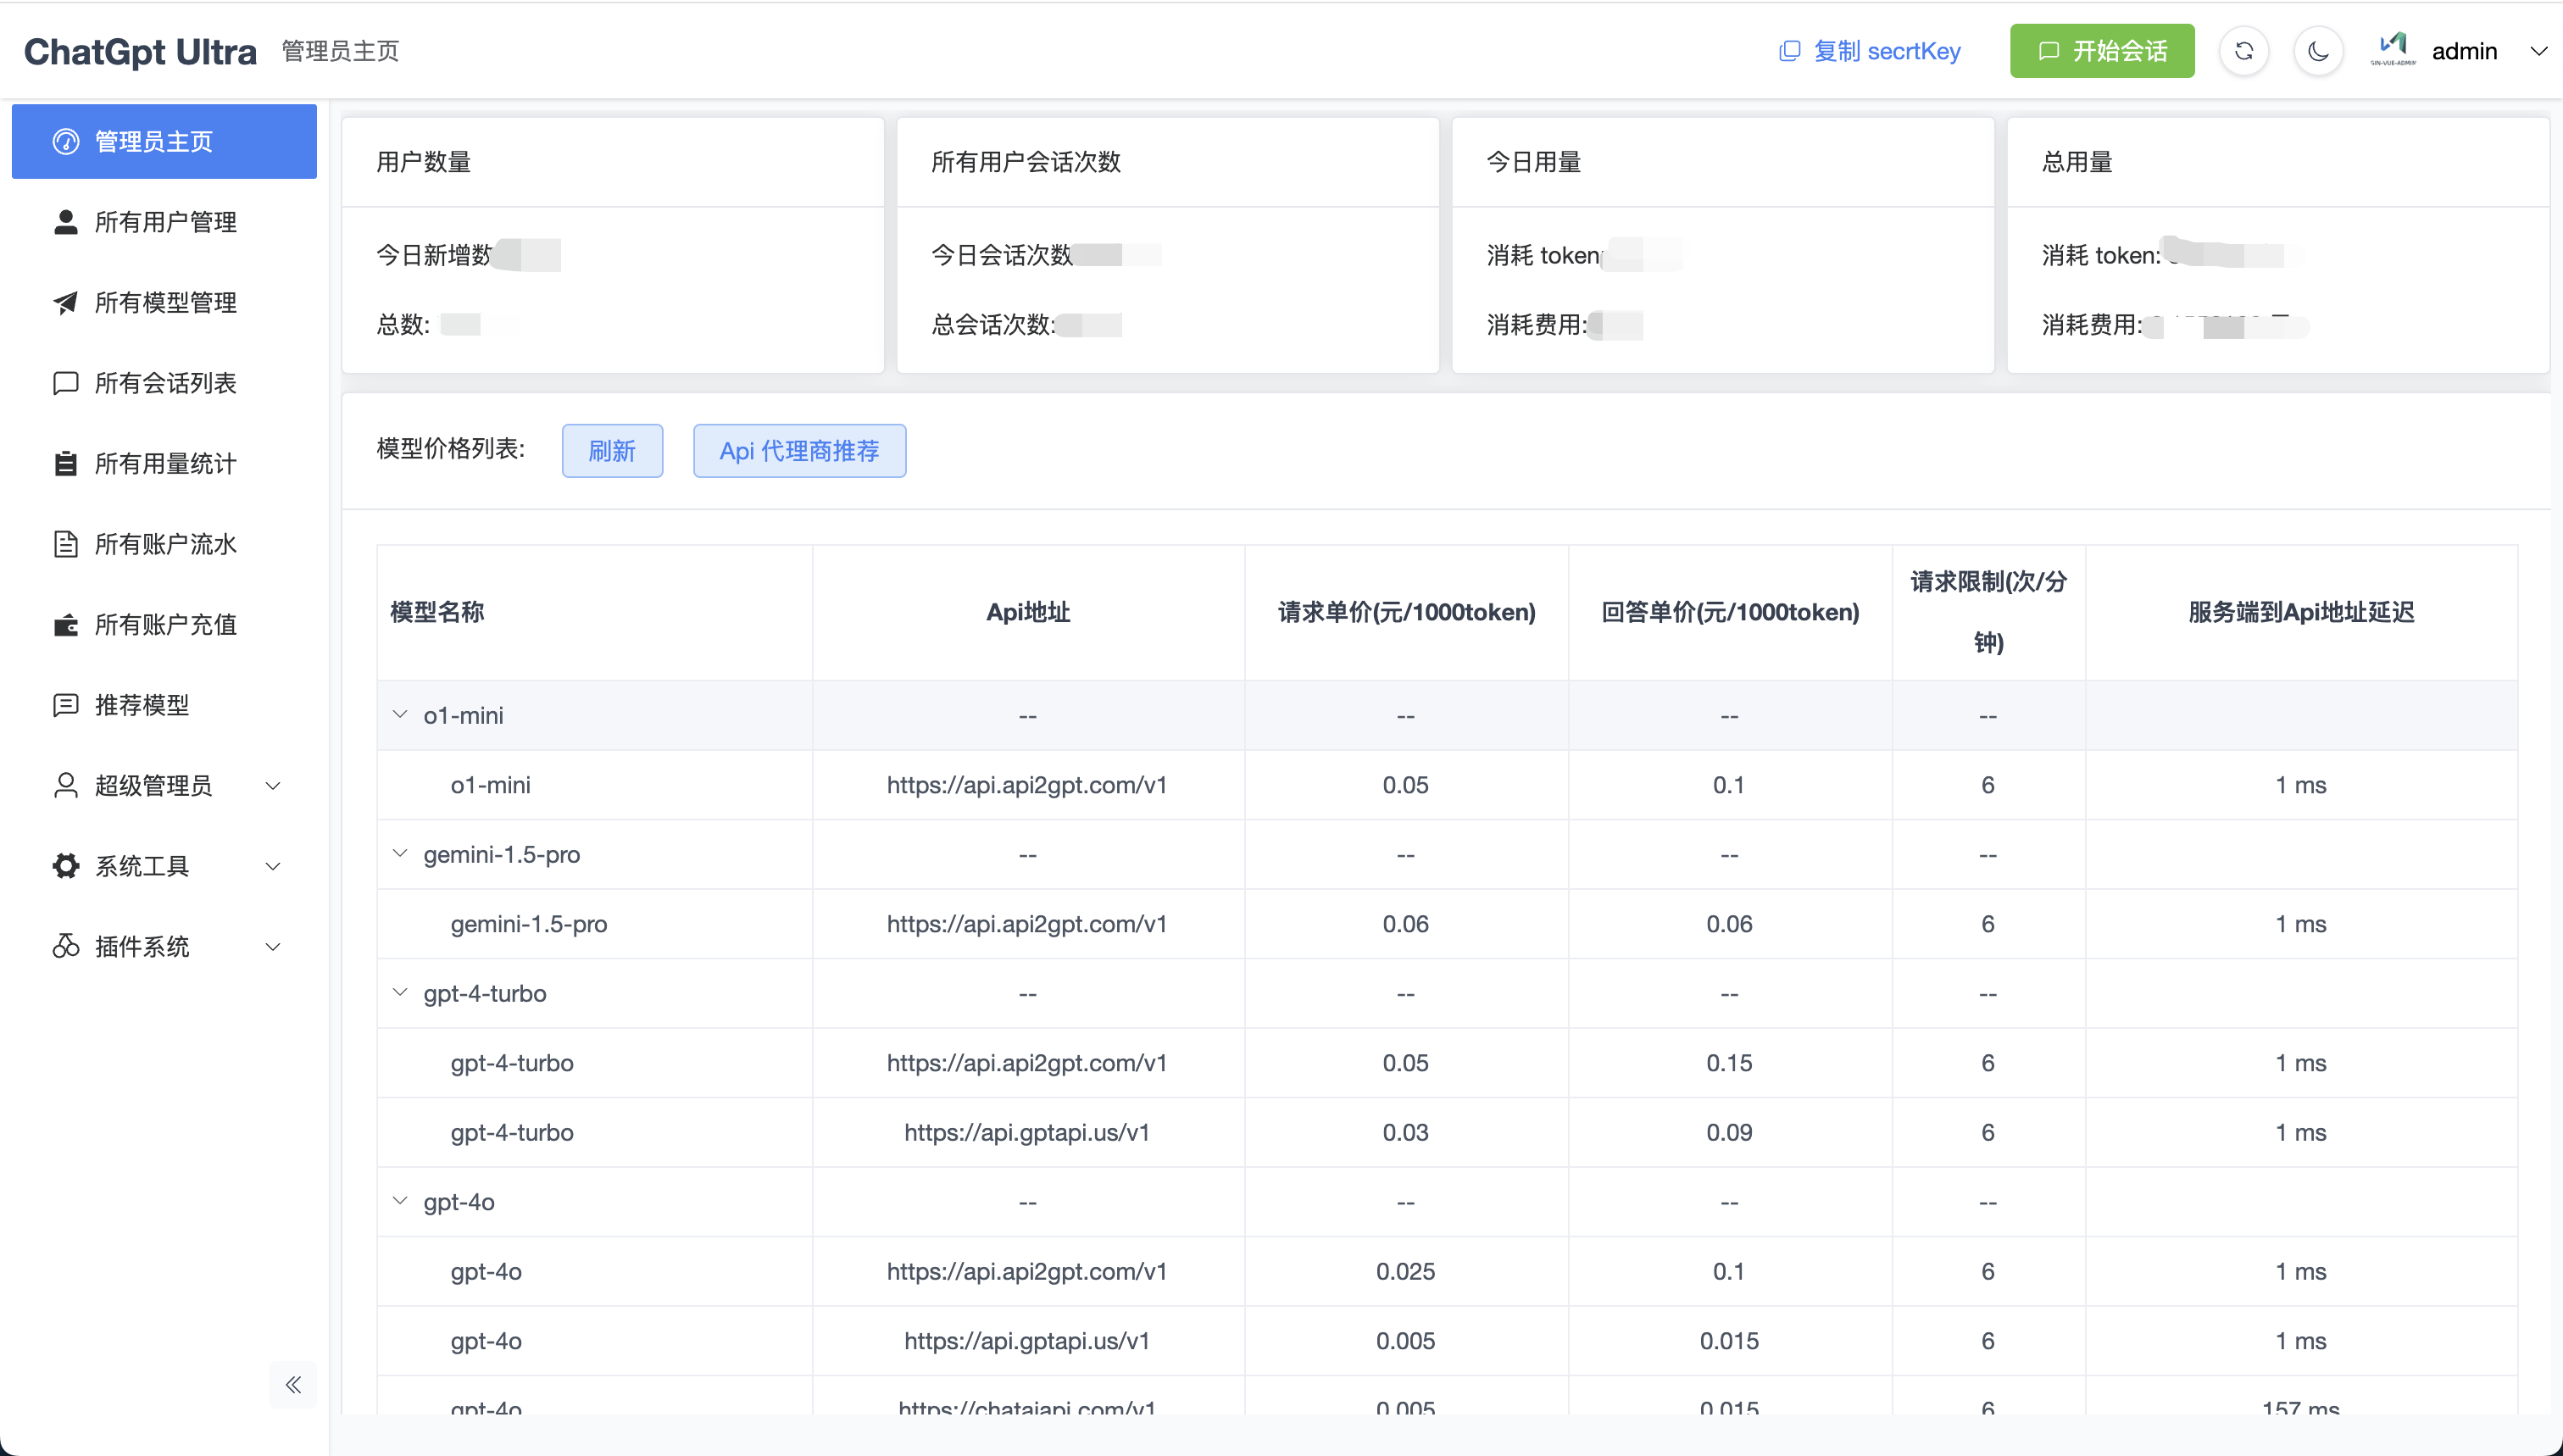 ChatGpt Ultra 管理员主页 复制 secrtKey 开始会话 admin
管理员主页
所有用户管理
所有模型管理
所有会话列表
所有用量统计
所有账户流水
所有账户充值
推荐模型
超级管理员
系统工具
插件系统
用户数量
今日新增数
总数:
所有用户会话次数
今日会话次数
总会话次数:
今日用量
消耗 token:
消耗费用:
总用量
消耗 token:
消耗费用:
模型价格列表: 刷新 Api 代理商推荐
模型名称 Api地址 请求单价(元/1000token) 回答单价(元/1000token) 请求限制(次/分钟) 服务端到Api地址延迟
o1-mini -- -- -- --
o1-mini https://api.api2gpt.com/v1 0.05 0.1 6 1 ms
gemini-1.5-pro -- -- -- --
gemini-1.5-pro https://api.api2gpt.com/v1 0.06 0.06 6 1 ms
gpt-4-turbo -- -- -- --
gpt-4-turbo https://api.api2gpt.com/v1 0.05 0.15 6 1 ms
gpt-4-turbo https://api.gptapi.us/v1 0.03 0.09 6 1 ms
gpt-4o -- -- -- --
gpt-4o https://api.api2gpt.com/v1 0.025 0.1 6 1 ms
gpt-4o https://api.gptapi.us/v1 0.005 0.015 6 1 ms
gpt-4o https://chataiapi.com/v1 0.005 0.015 6 157 ms